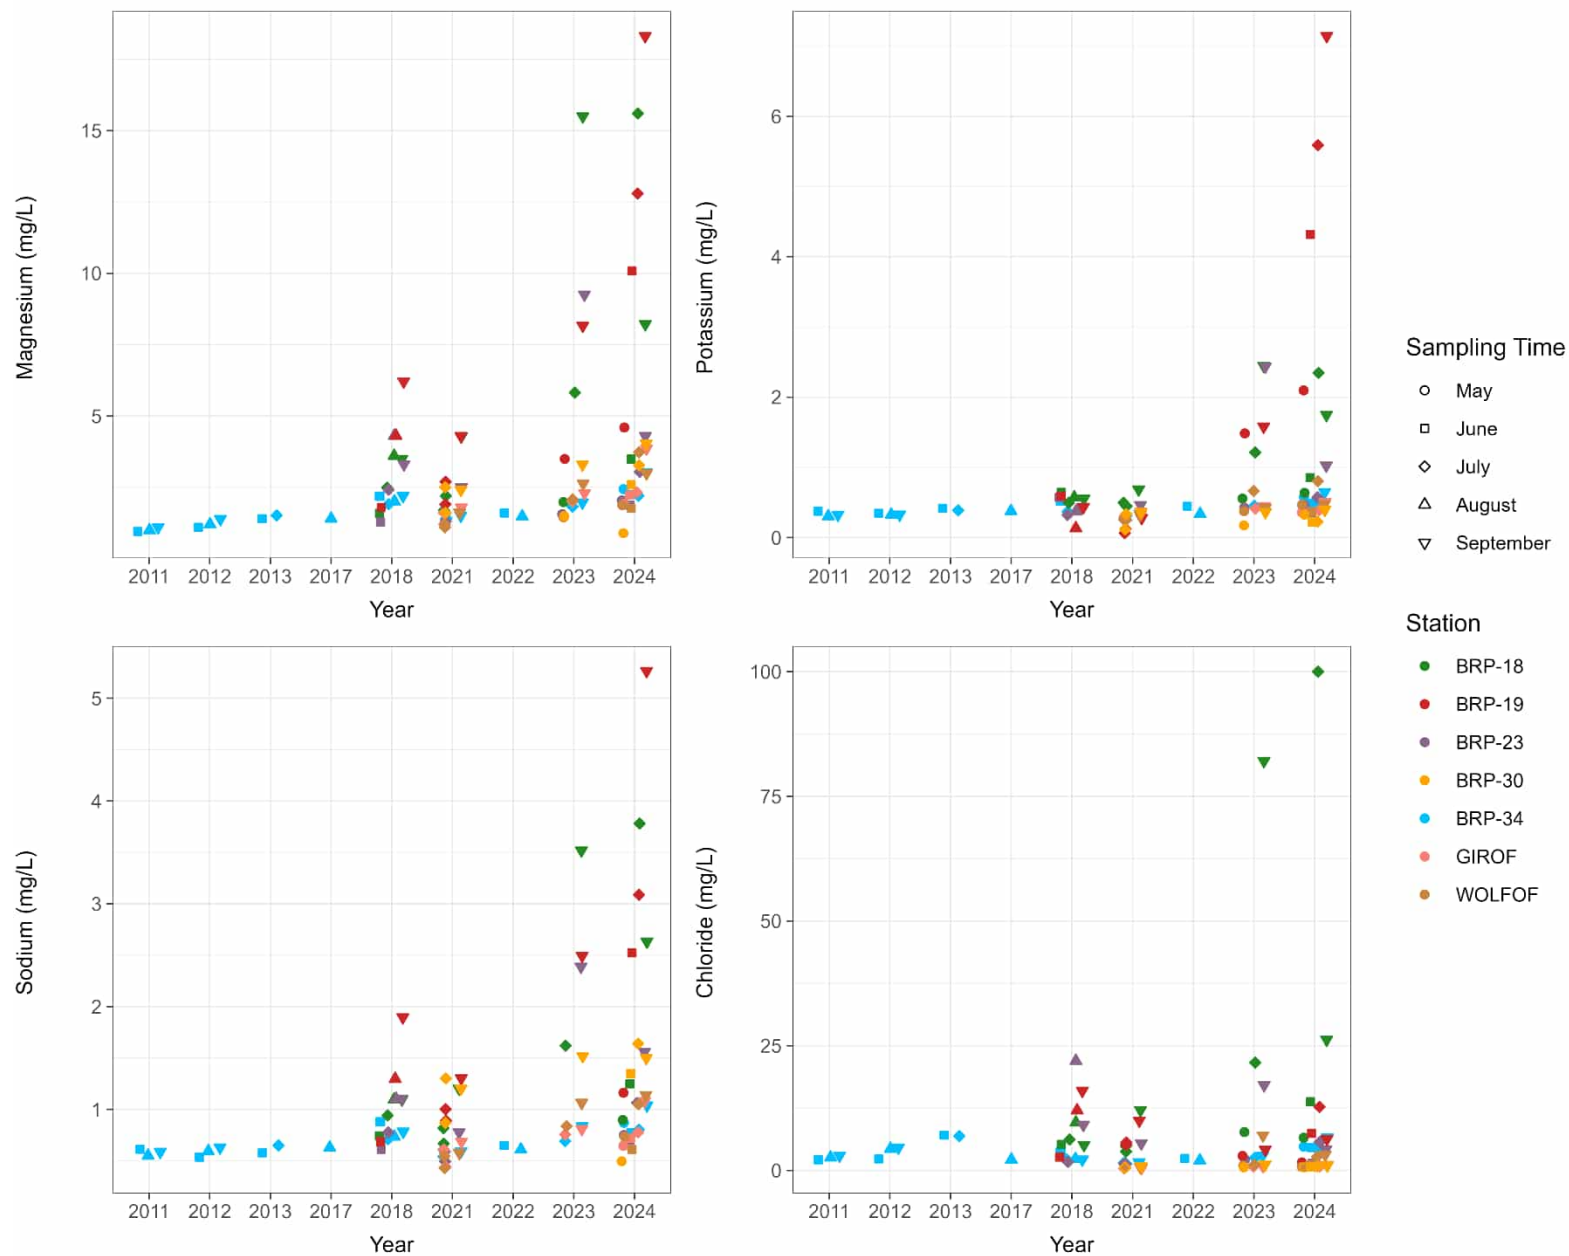 Magnesium (mg/L)
15
10
5
2011 2012 2013 2017 2018 2021 2022 2023 2024
Year
Potassium (mg/L)
6
4
2
0
2011 2012 2013 2017 2018 2021 2022 2023 2024
Year
Sodium (mg/L)
5
4
3
2
1
2011 2012 2013 2017 2018 2021 2022 2023 2024
Year
Chloride (mg/L)
100
75
50
25
0
2011 2012 2013 2017 2018 2021 2022 2023 2024
Year
Sampling Time
May
June
July
August
September
Station
BRP-18
BRP-19
BRP-23
BRP-30
BRP-34
GIROF
WOLFOF